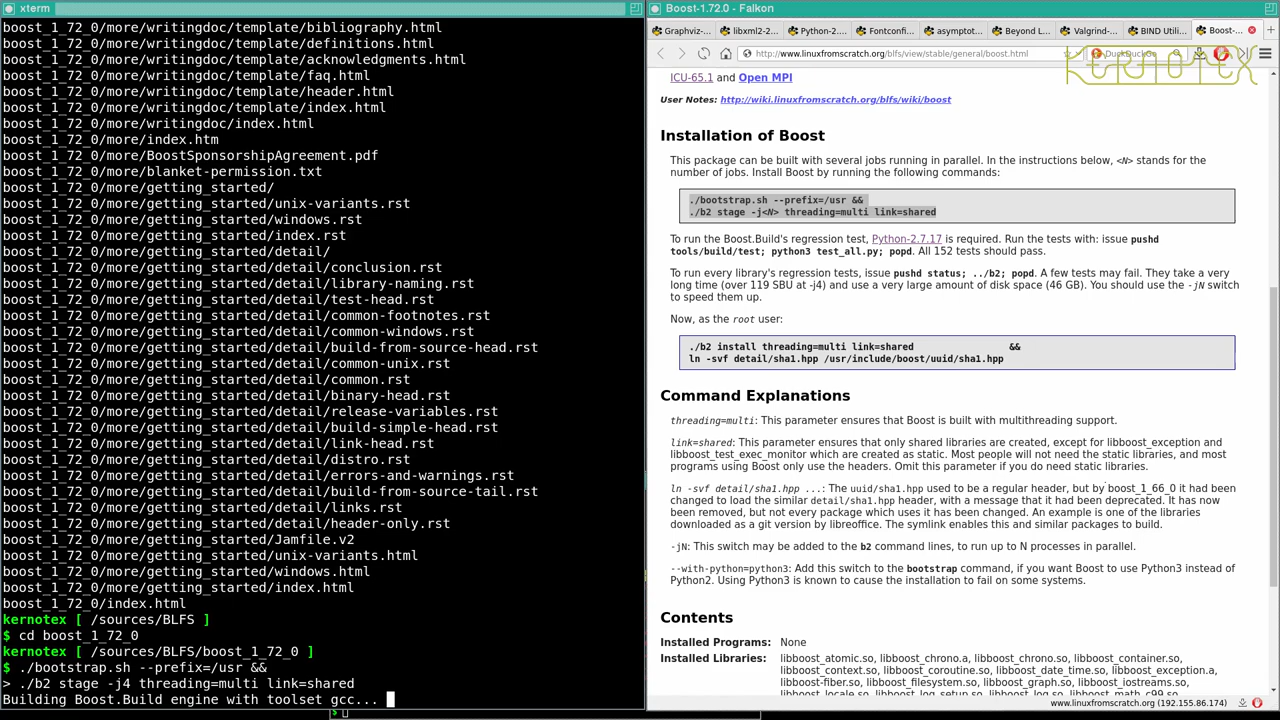 xterm
boost_1_72_0/more/writingdoc/template/bibliography.html
boost_1_72_0/more/writingdoc/template/definitions.html
boost_1_72_0/more/writingdoc/template/acknowledgments.html
boost_1_72_0/more/writingdoc/template/faq.html
boost_1_72_0/more/writingdoc/template/header.html
boost_1_72_0/more/writingdoc/template/index.html
boost_1_72_0/more/writingdoc/index.html
boost_1_72_0/more/index.htm
boost_1_72_0/more/BoostSponsorshipAgreement.pdf
boost_1_72_0/more/blanket-permission.txt
boost_1_72_0/more/getting_started/
boost_1_72_0/more/getting_started/unix-variants.rst
boost_1_72_0/more/getting_started/windows.rst
boost_1_72_0/more/getting_started/index.rst
boost_1_72_0/more/getting_started/detail/
boost_1_72_0/more/getting_started/detail/conclusion.rst
boost_1_72_0/more/getting_started/detail/library-naming.rst
boost_1_72_0/more/getting_started/detail/test-head.rst
boost_1_72_0/more/getting_started/detail/common-footnotes.rst
boost_1_72_0/more/getting_started/detail/common-windows.rst
boost_1_72_0/more/getting_started/detail/build-from-source-head.rst
boost_1_72_0/more/getting_started/detail/common-unix.rst
boost_1_72_0/more/getting_started/detail/common.rst
boost_1_72_0/more/getting_started/detail/binary-head.rst
boost_1_72_0/more/getting_started/detail/release-variables.rst
boost_1_72_0/more/getting_started/detail/build-simple-head.rst
boost_1_72_0/more/getting_started/detail/link-head.rst
boost_1_72_0/more/getting_started/detail/distro.rst
boost_1_72_0/more/getting_started/detail/errors-and-warnings.rst
boost_1_72_0/more/getting_started/detail/build-from-source-tail.rst
boost_1_72_0/more/getting_started/detail/links.rst
boost_1_72_0/more/getting_started/detail/header-only.rst
boost_1_72_0/more/getting_started/Jamfile.v2
boost_1_72_0/more/getting_started/unix-variants.html
boost_1_72_0/more/getting_started/windows.html
boost_1_72_0/more/getting_started/index.html
boost_1_72_0/index.html
kernotex [ /sources/BLFS ]
$ cd boost_1_72_0
kernotex [ /sources/BLFS/boost_1_72_0 ]
$ ./bootstrap.sh --prefix=/usr &&
> ./b2 stage -j4 threading=multi link=shared
Building Boost.Build engine with toolset gcc...
$
Boost-1.72.0 - Falkon
Graphviz- libxml2-2 Python-2. Fontconfi asymptot Beyond L Valgrind- BIND Utili Boost-
http://www.linuxfromscratch.org/blfs/view/stable/general/boost.html DuckDuckGo
KERNOTEX
ICU-65.1 and Open MPI
User Notes: http://wiki.linuxfromscratch.org/blfs/wiki/boost
Installation of Boost
This package can be built with several jobs running in parallel. In the instructions below, <N> stands for the
number of jobs. Install Boost by running the following commands:
./bootstrap.sh --prefix=/usr &&
./b2 stage -j<N> threading=multi link=shared
To run the Boost.Build's regression test, Python-2.7.17 is required. Run the tests with: issue pushd
tools/build/test; python3 test_all.py; popd. All 152 tests should pass.
To run every library's regression tests, issue pushd status; ../b2; popd. A few tests may fail. They take a very
long time (over 119 SBU at -j4) and use a very large amount of disk space (46 GB). You should use the -jN switch
to speed them up.
Now, as the root user:
./b2 install threading=multi link=shared &&
ln -svf detail/sha1.hpp /usr/include/boost/uuid/sha1.hpp
Command Explanations
threading=multi: This parameter ensures that Boost is built with multithreading support.
link=shared: This parameter ensures that only shared libraries are created, except for libboost_exception and
libboost_test_exec_monitor which are created as static. Most people will not need the static libraries, and most
programs using Boost only use the headers. Omit this parameter if you do need static libraries.
ln -svf detail/sha1.hpp ...: The uuid/sha1.hpp used to be a regular header, but by boost_1_66_0 it had been
changed to load the similar detail/sha1.hpp header, with a message that it had been deprecated. It has now
been removed, but not every package which uses it has been changed. An example is one of the libraries
downloaded as a git version by libreoffice. The symlink enables this and similar packages to build.
-jN: This switch may be added to the b2 command lines, to run up to N processes in parallel.
--with-python=python3: Add this switch to the bootstrap command, if you want Boost to use Python3 instead of
Python2. Using Python3 is known to cause the installation to fail on some systems.
Contents
Installed Programs: None
Installed Libraries: libboost_atomic.so, libboost_chrono.a, libboost_chrono.so, libboost_container.so,
libboost_context.so, libboost_coroutine.so, libboost_date_time.so, libboost_exception.a,
libboost-fiber.so, libboost_filesystem.so, libboost_graph.so, libboost_iostreams.so,
libboost_locale.so, libboost_log_setup.so, libboost_log.so, libboost_math_c99.so,
www.linuxfromscratch.org (192.155.86.174)